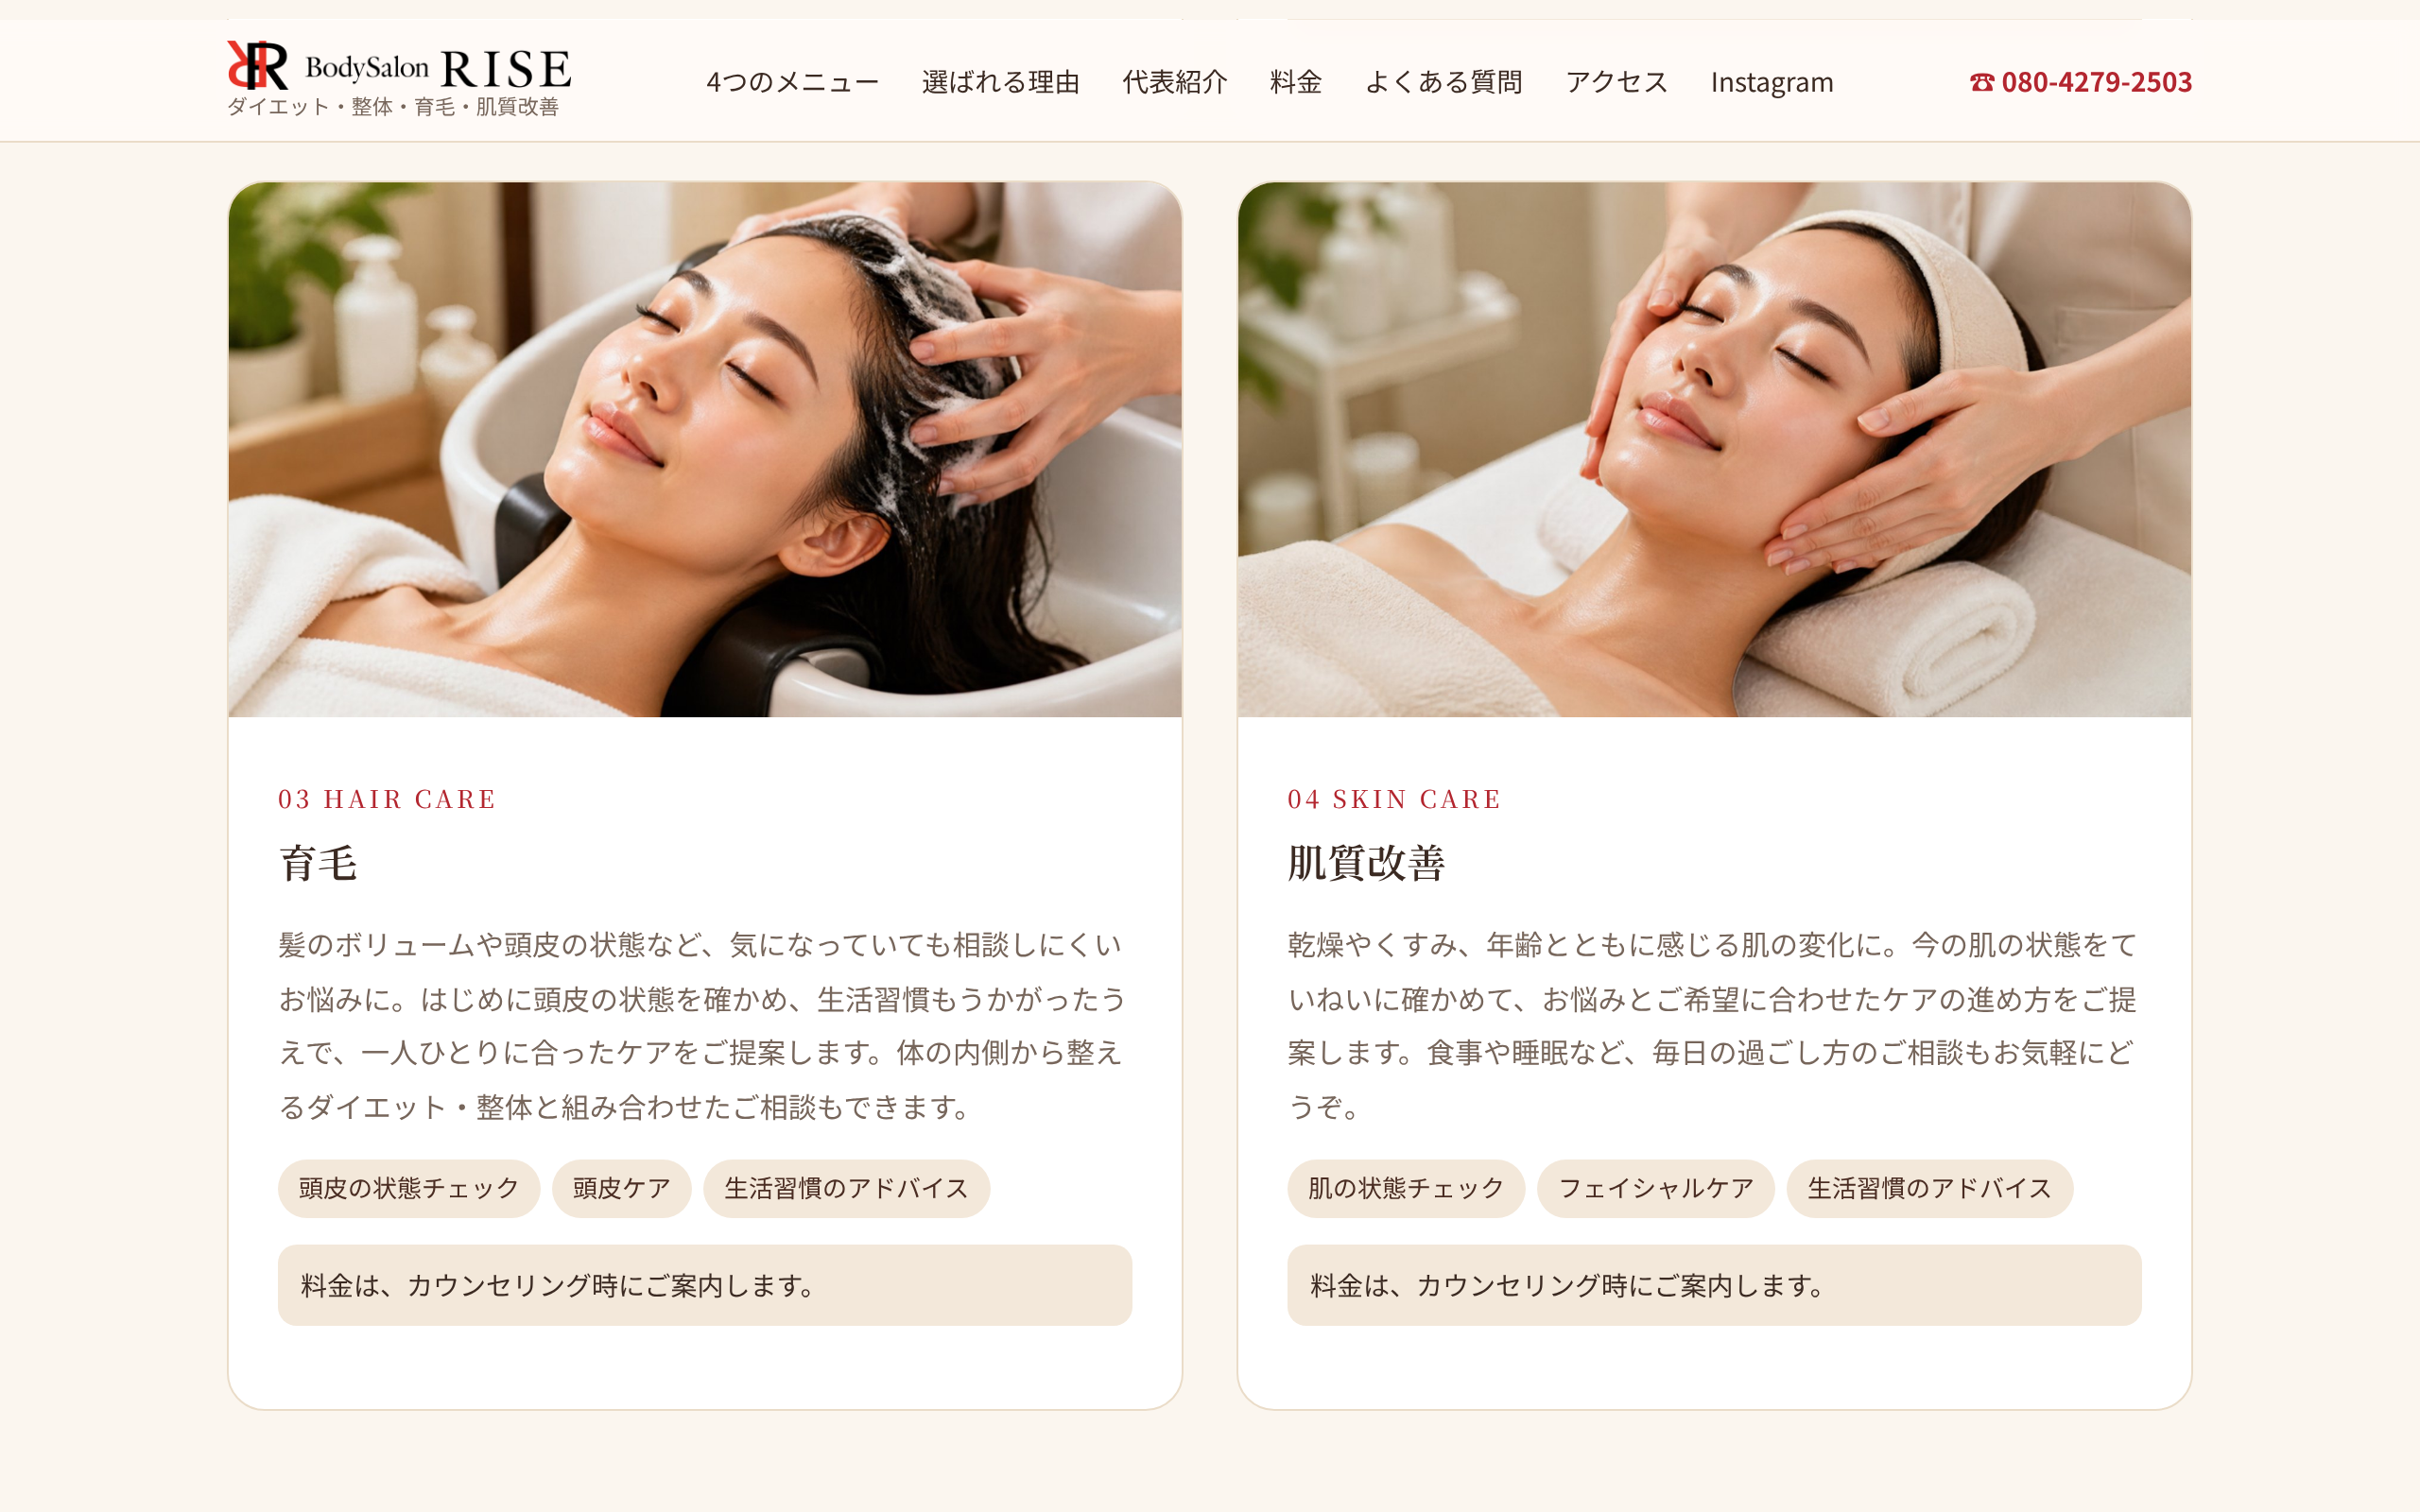 BodySalon RISE
ダイエット・整体・育毛・肌質改善
4つのメニュー 選ばれる理由 代表紹介 料金 よくある質問 アクセス Instagram
☎ 080-4279-2503
03 HAIR CARE
育毛
髪のボリュームや頭皮の状態など、気になっていても相談しにくい
お悩みに。はじめに頭皮の状態を確かめ、生活習慣もうかがったう
えで、一人ひとりに合ったケアをご提案します。体の内側から整え
るダイエット・整体と組み合わせたご相談もできます。
頭皮の状態チェック 頭皮ケア 生活習慣のアドバイス
料金は、カウンセリング時にご案内します。
04 SKIN CARE
肌質改善
乾燥やくすみ、年齢とともに感じる肌の変化に。今の肌の状態をて
いねいに確かめて、お悩みとご希望に合わせたケアの進め方をご提
案します。食事や睡眠など、毎日の過ごし方のご相談もお気軽にど
うぞ。
肌の状態チェック フェイシャルケア 生活習慣のアドバイス
料金は、カウンセリング時にご案内します。